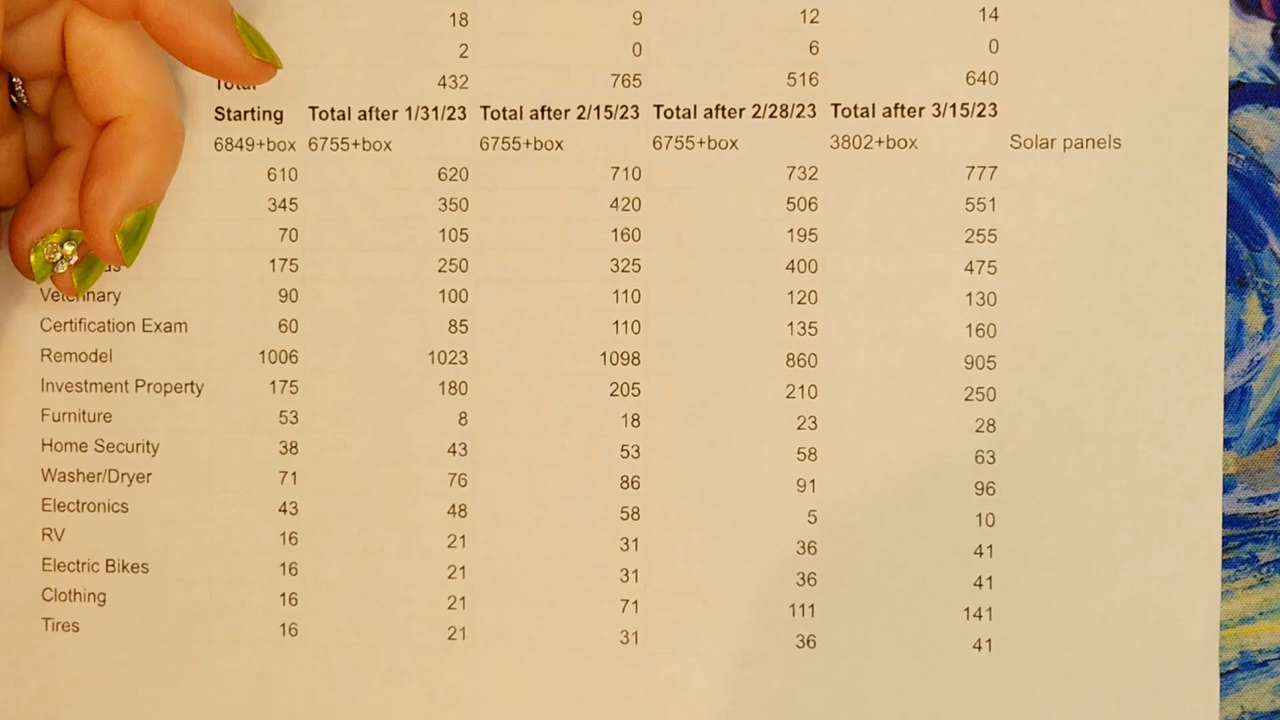 18 9 12 14
2 0 6 0
Total 432 765 516 640
Starting Total after 1/31/23 Total after 2/15/23 Total after 2/28/23 Total after 3/15/23
6849+box 6755+box 6755+box 6755+box 3802+box Solar panels
610 620 710 732 777
345 350 420 506 551
70 105 160 195 255
175 250 325 400 475
Veterinary 90 100 110 120 130
Certification Exam 60 85 110 135 160
Remodel 1006 1023 1098 860 905
Investment Property 175 180 205 210 250
Furniture 53 8 18 23 28
Home Security 38 43 53 58 63
Washer/Dryer 71 76 86 91 96
Electronics 43 48 58 5 10
RV 16 21 31 36 41
Electric Bikes 16 21 31 36 41
Clothing 16 21 71 111 141
Tires 16 21 31 36 41